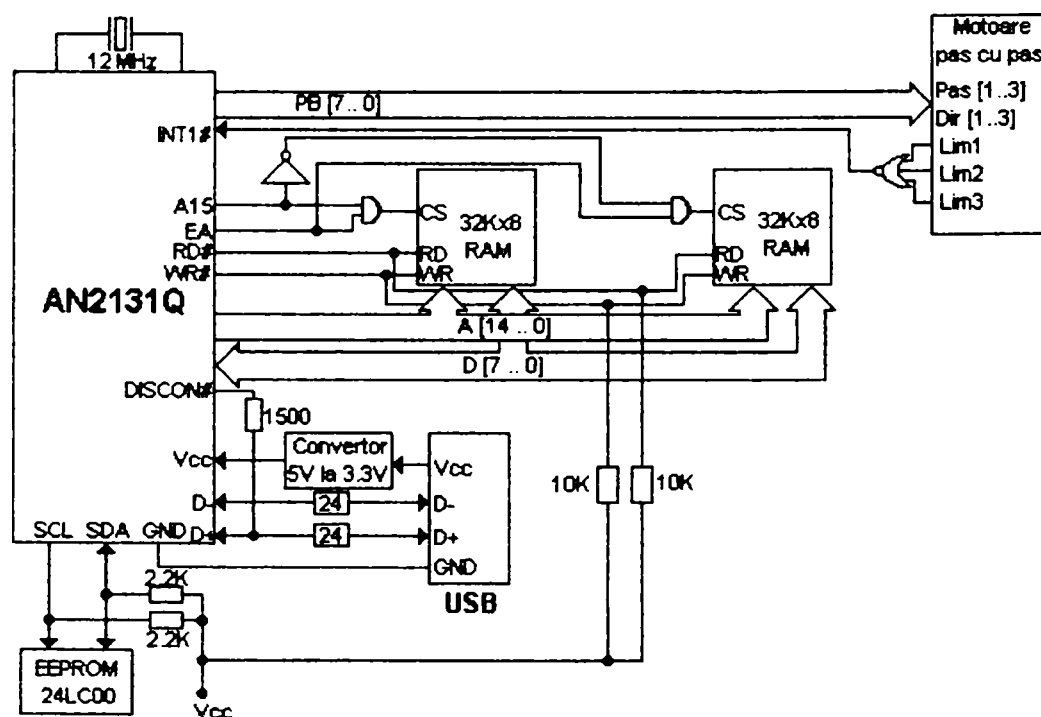 12 MHz
Motoare
pas cu pas
Pas [1..3]
Dir [1..3]
Lim1
Lim2
Lim3
PB [7..0]
INT1#
A15
EA
RD#
WR#
AN2131Q
CS
32Kx8
RAM
RD
WR
CS
32Kx8
RAM
RD
WR
A [14 .. 0]
D [7 .. 0]
DISCON#
1500
Convertor
5V la 3.3V
Vcc
Vcc
D-
24
D-
D+
24
D+
SCL
SDA
GND
GND
USB
10K
10K
2.2K
2.2K
EEPROM
24LC00
Vcc